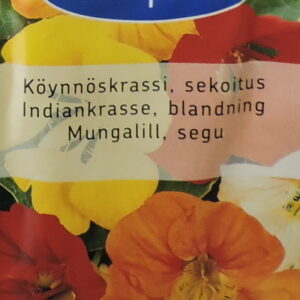 Köynnöskrassi, sekoitus
Indiankrasse, blandning
Mungalill, segu